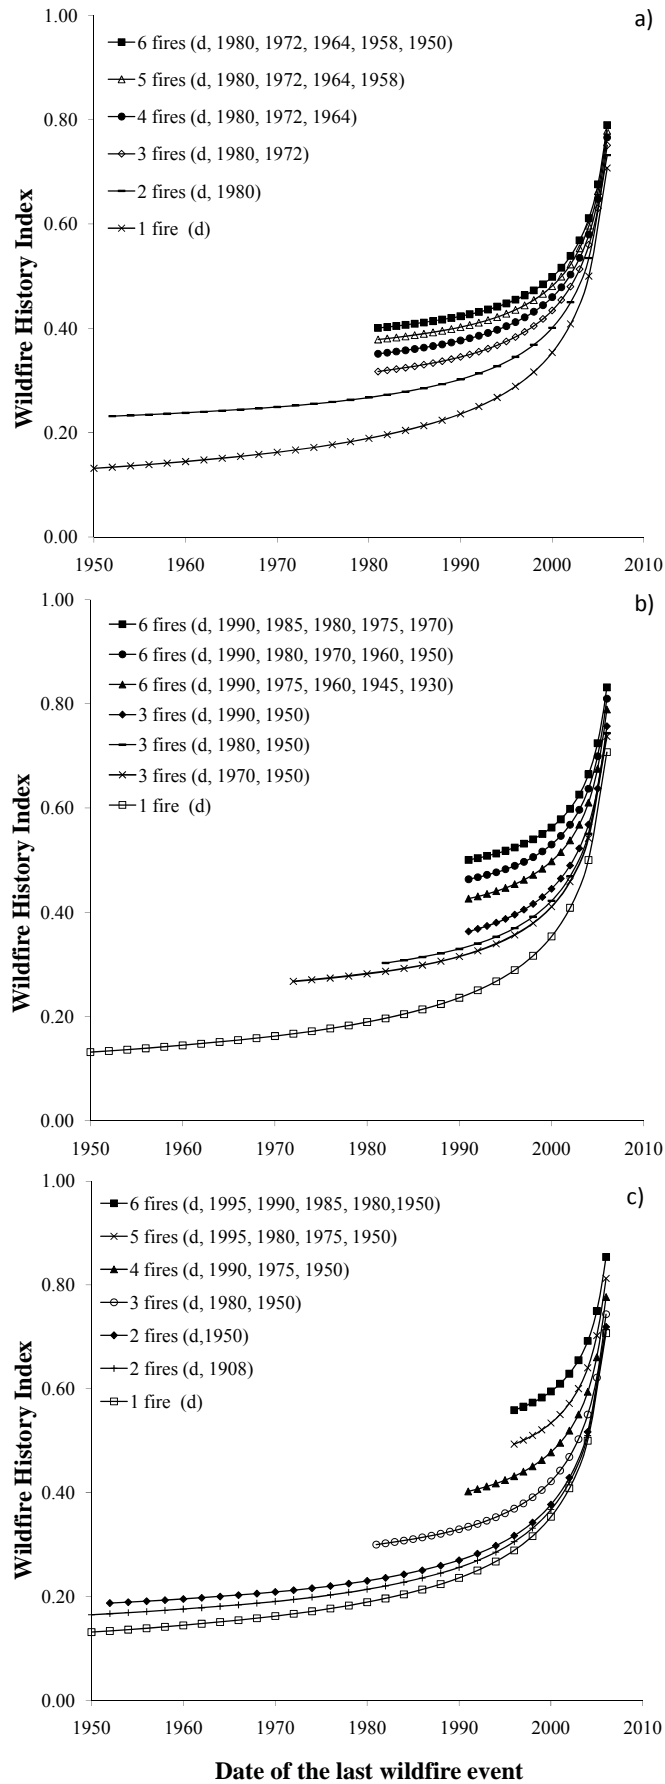 a)
1.00
6 fires (d, 1980, 1972, 1964, 1958, 1950)
5 fires (d, 1980, 1972, 1964, 1958)
4 fires (d, 1980, 1972, 1964)
3 fires (d, 1980, 1972)
2 fires (d, 1980)
1 fire (d)
0.80
0.60
0.40
0.20
0.00
Wildfire History Index
1950 1960 1970 1980 1990 2000 2010
b)
1.00
6 fires (d, 1990, 1985, 1980, 1975, 1970)
6 fires (d, 1990, 1980, 1970, 1960, 1950)
6 fires (d, 1990, 1975, 1960, 1945, 1930)
3 fires (d, 1990, 1950)
3 fires (d, 1980, 1950)
3 fires (d, 1970, 1950)
1 fire (d)
0.80
0.60
0.40
0.20
0.00
Wildfire History Index
1950 1960 1970 1980 1990 2000 2010
c)
1.00
6 fires (d, 1995, 1990, 1985, 1980,1950)
5 fires (d, 1995, 1980, 1975, 1950)
4 fires (d, 1990, 1975, 1950)
3 fires (d, 1980, 1950)
2 fires (d,1950)
2 fires (d, 1908)
1 fire (d)
0.80
0.60
0.40
0.20
0.00
Wildfire History Index
1950 1960 1970 1980 1990 2000 2010
Date of the last wildfire event